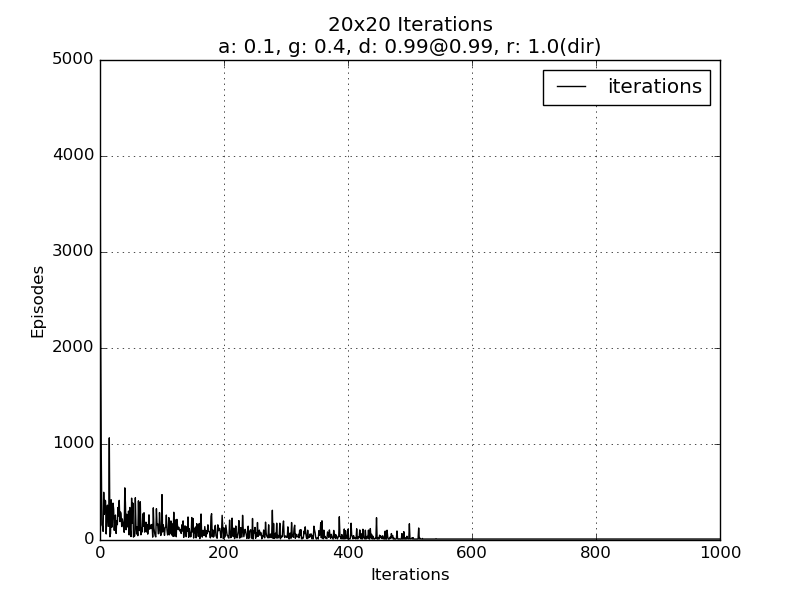 20x20 Iterations
a: 0.1, g: 0.4, d: 0.99@0.99, r: 1.0(dir)
iterations
5000
4000
3000
2000
1000
0
Episodes
0 200 400 600 800 1000
Iterations